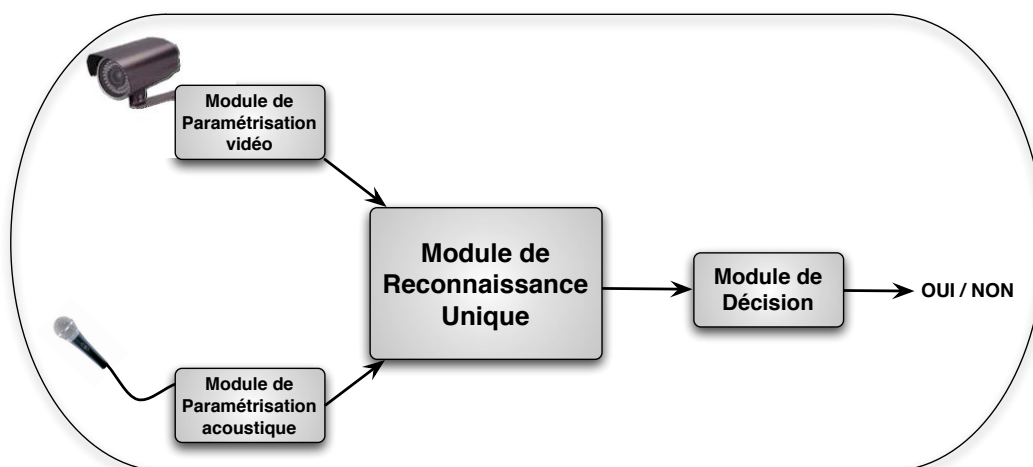 Module de
Paramétrisation
vidéo
Module de
Reconnaissance
Unique
Module de
Décision
OUI / NON
Module de
Paramétrisation
acoustique